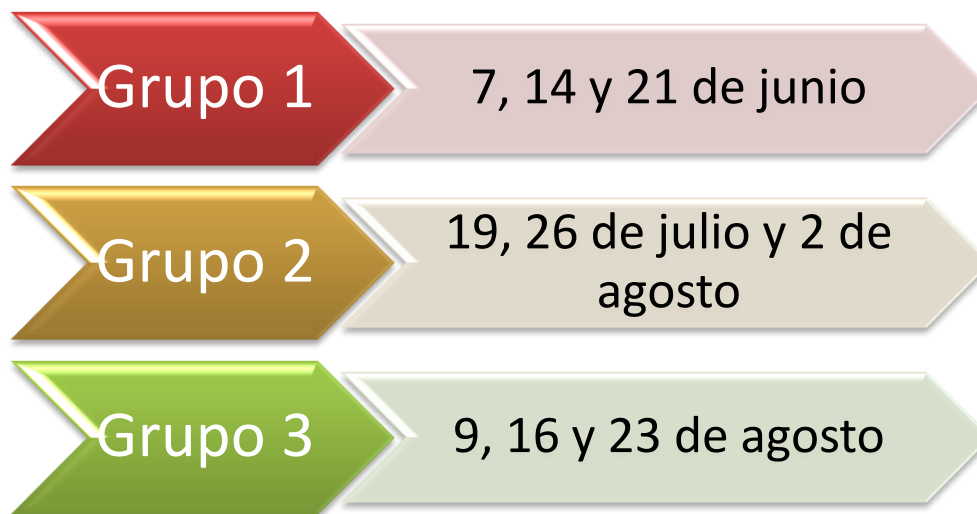 Grupo 1
7, 14 y 21 de junio
Grupo 2
19, 26 de julio y 2 de
agosto
Grupo 3
9, 16 y 23 de agosto